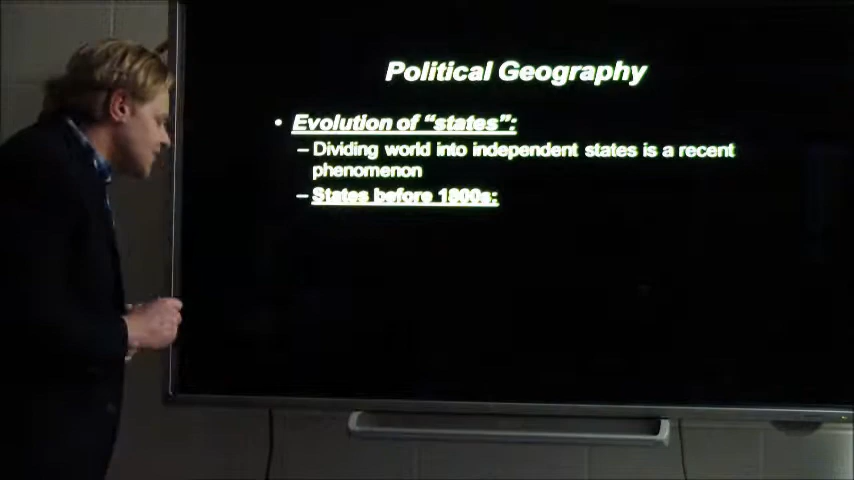 Political Geography
• Evolution of “states”:
– Dividing world into independent states is a recent
phenomenon
– States before 1800s: